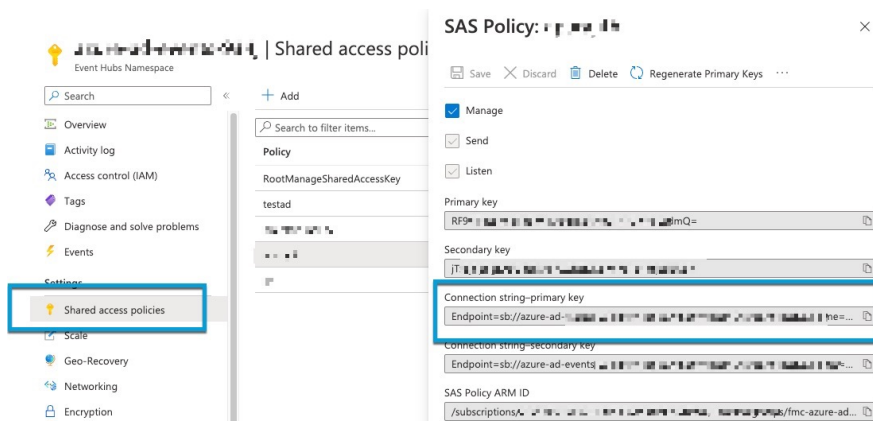 | Shared access poli
Event Hubs Namespace
Search
Overview
Activity log
Access control (IAM)
Tags
Diagnose and solve problems
Events
Settings
Shared access policies
Scale
Geo-Recovery
Networking
Encryption
+ Add
Search to filter items...
Policy
RootManageSharedAccessKey
testad
SAS Policy:
Save Discard Delete Regenerate Primary Keys ...
Manage
Send
Listen
Primary key
RF9 mQ=
Secondary key
jT
Connection string–primary key
Endpoint=sb://azure-ad- me=...
Connection string–secondary key
Endpoint=sb://azure-ad-events =...
SAS Policy ARM ID
/subscriptions/ s/fmc-azure-ad...